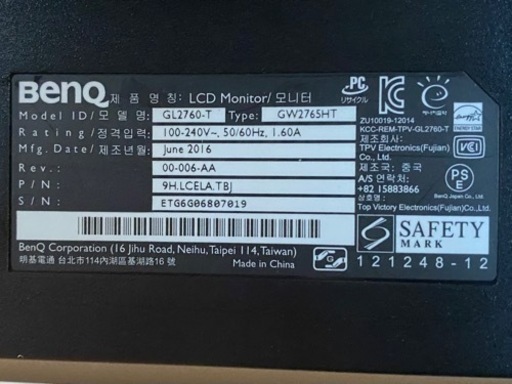 BenQ 제품 명칭: LCD Monitor/모니터
Model ID/모델명: GL2760-T Type: GW2765HT
Rating/정격입력: 100-240V~, 50/60Hz, 1.60A
Mfg. Date/제조년월: June 2016
Rev.: 00-006-AA
P/N: 9H.LCELA.TBJ
S/N: ETG6G06807019
BenQ Corporation (16 Jihu Road, Neihu, Taipei 114, Taiwan)
明基電通 台北市114內湖區基湖路16號 Made in China
PC
リサイクル
ZU10019-12014
KCC-REM-TPV-GL2760-T
제조자:
TPV Electronics(Fujian)
Co.,Ltd.
제조국: 중국
A/S 연락처:
+82 15883866
상호명:
Top Victory Electronics(Fujian)Co.,Ltd.
ENERGY STAR
VCI
PS
E
BenQ Japan Co., Ltd.
S SAFETY
MARK
121248-12
G